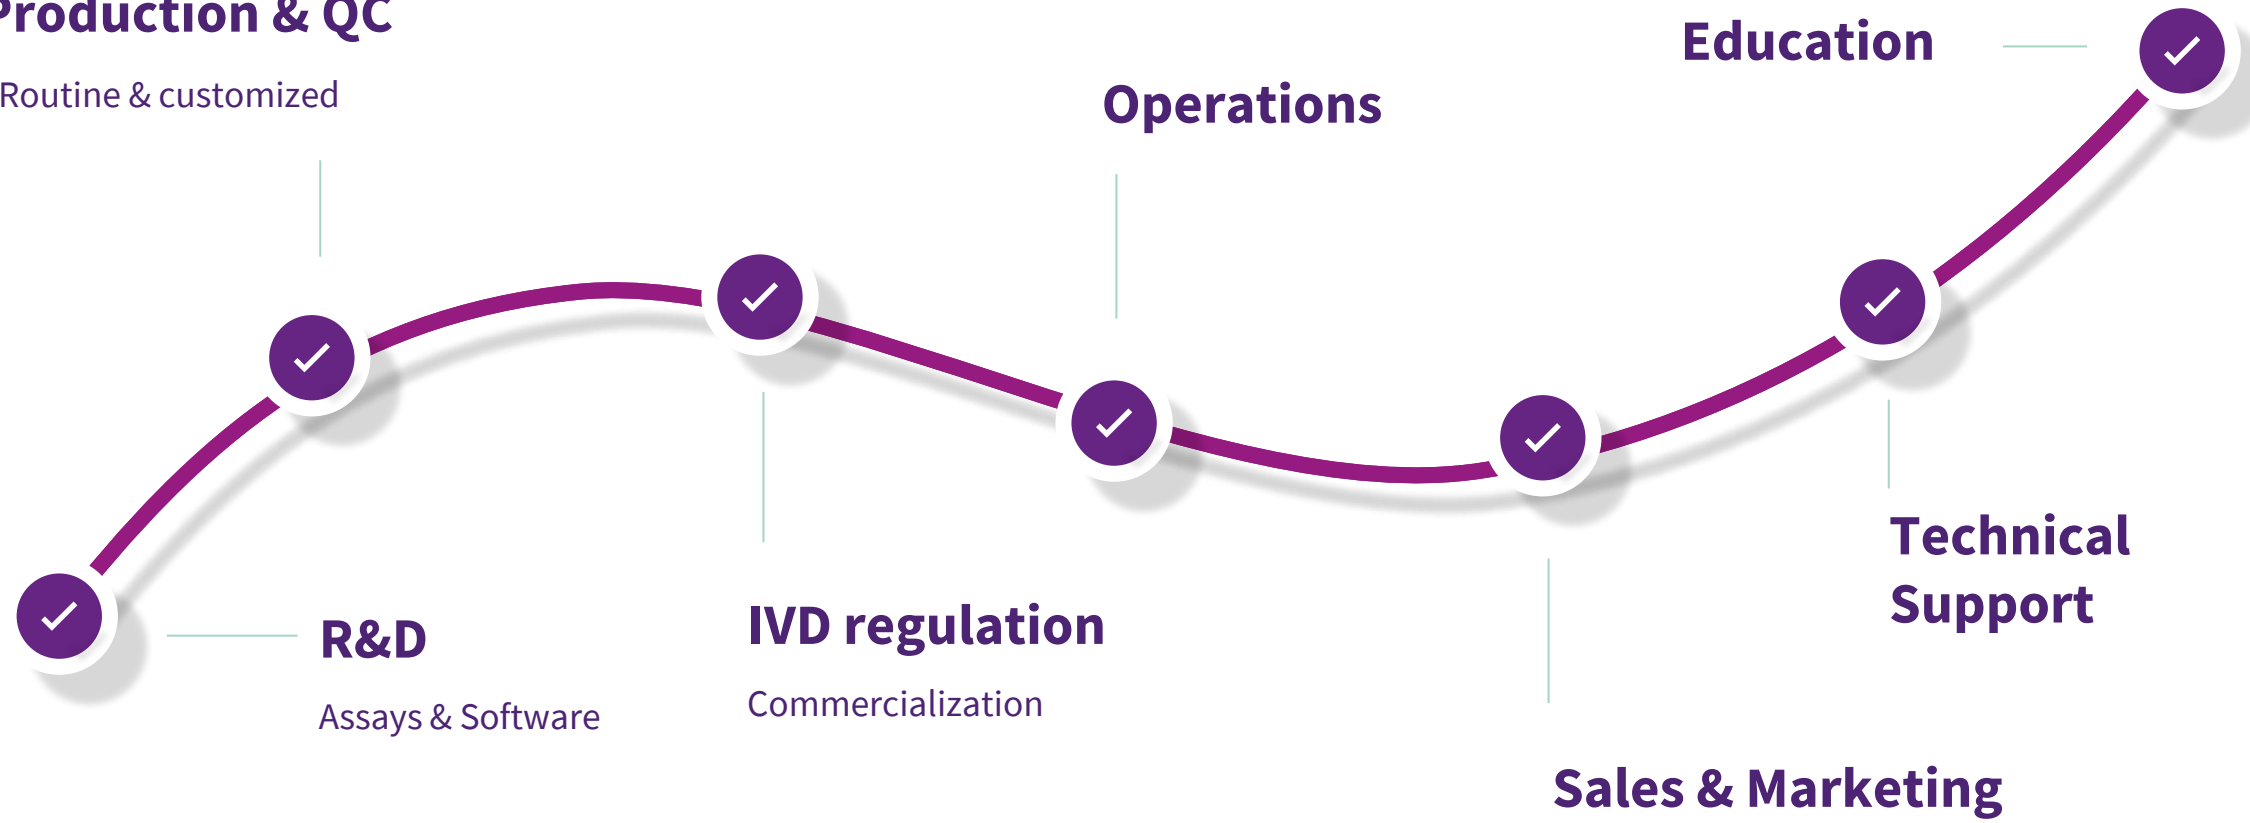 Production & QC
Routine & customized
Education
Operations
Technical
Support
R&D
Assays & Software
IVD regulation
Commercialization
Sales & Marketing